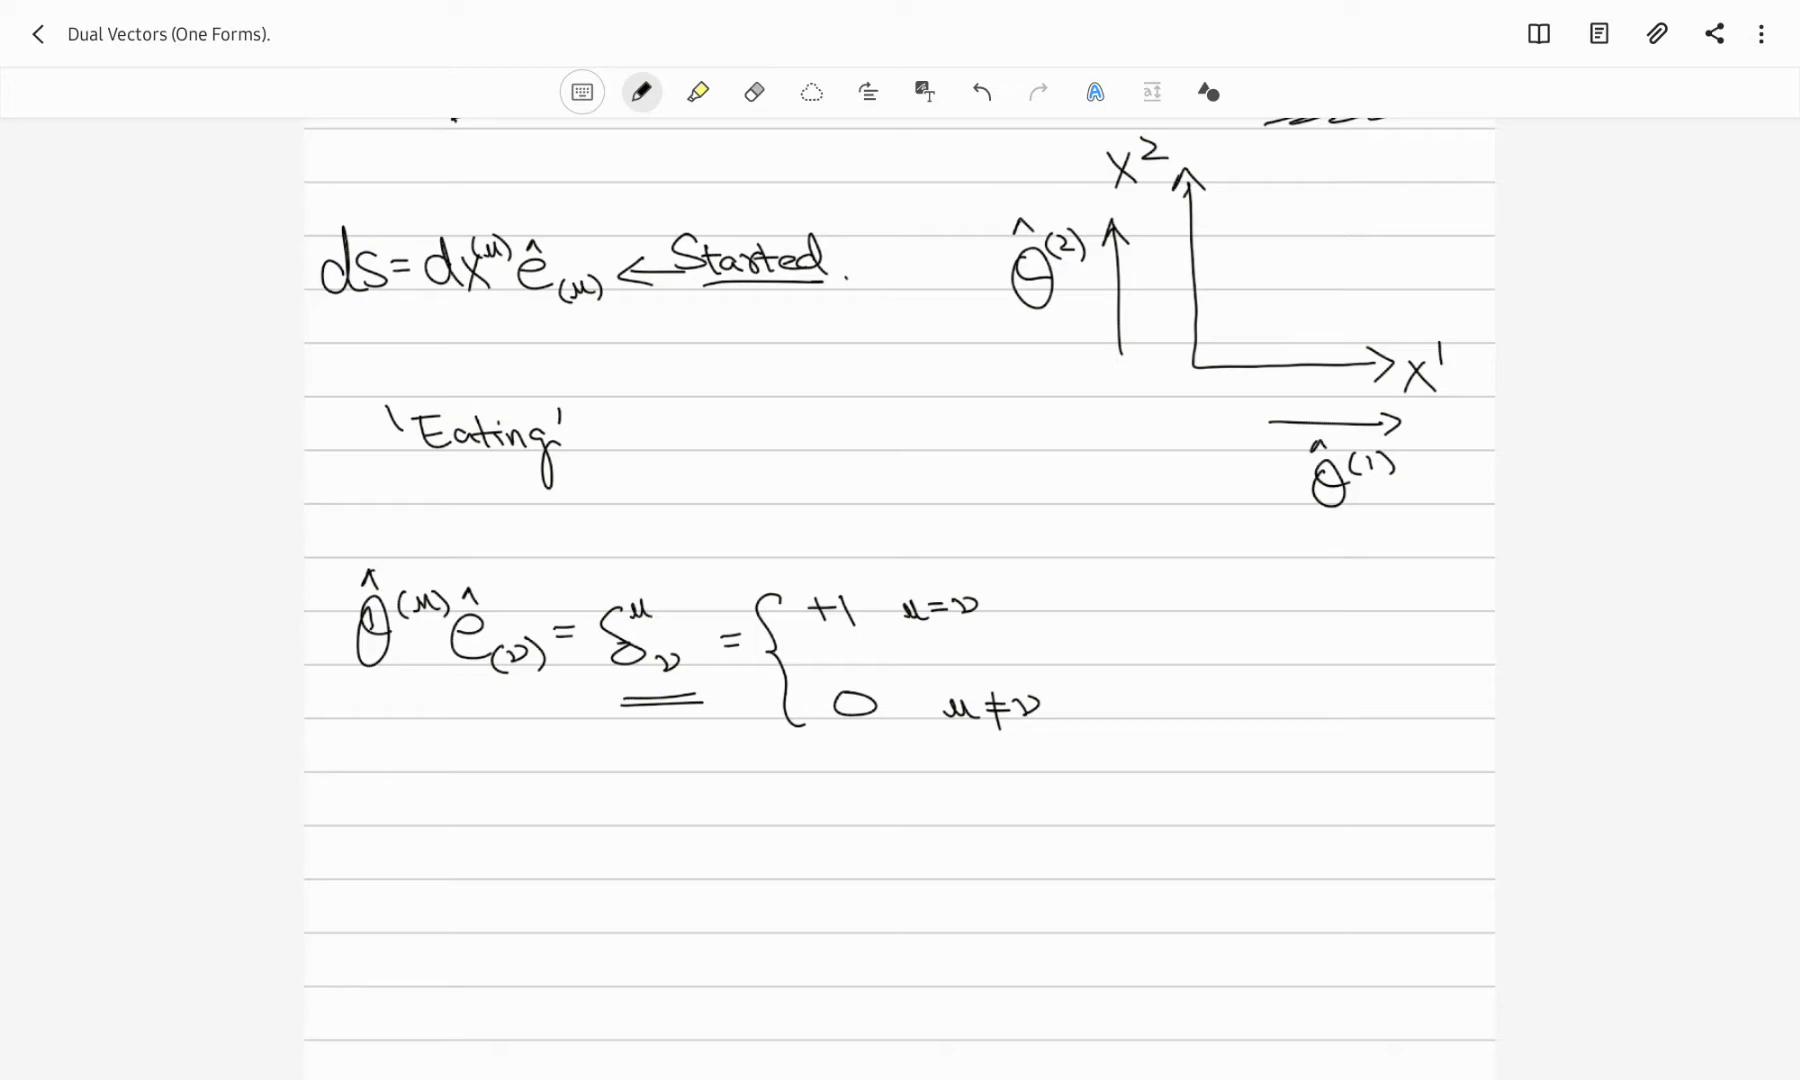 Dual Vectors (One Forms).
x²
ds = dx^(μ) ê_(μ) ← Started.
θ̂^(2)
x¹
'Eating'
θ̂^(1)
θ̂^(μ) ê_(ν) = δ^μ_ν = { +1 μ=ν
0 μ≠ν